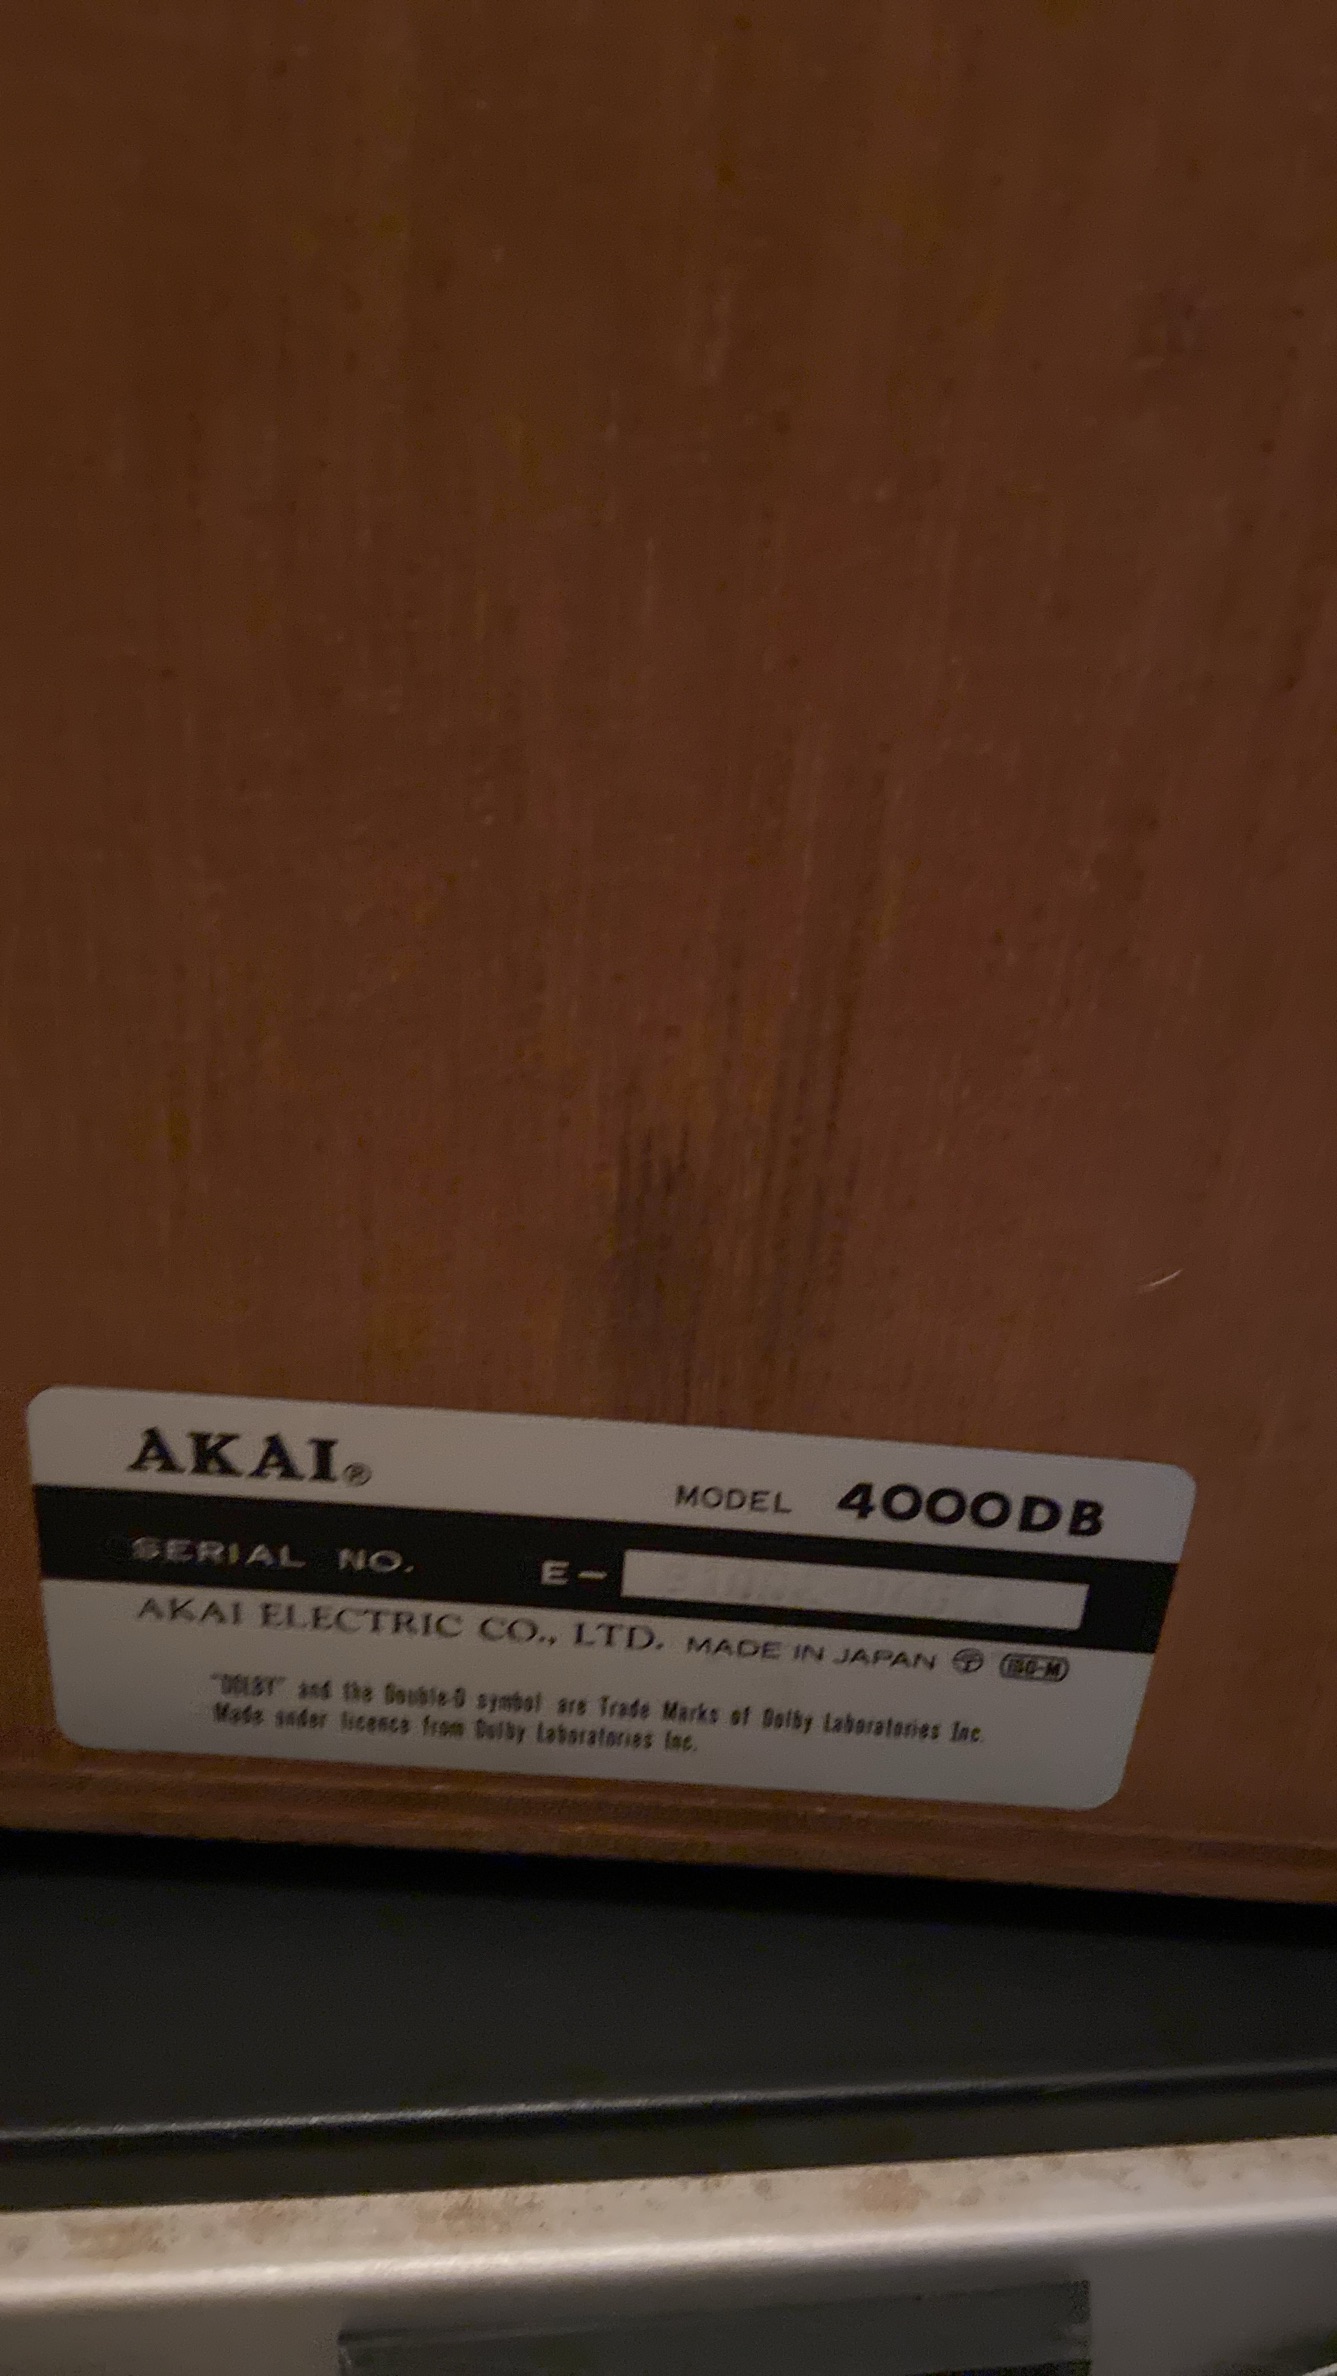 AKAI®
MODEL 4000DB
SERIAL NO. E-
AKAI ELECTRIC CO., LTD. MADE IN JAPAN
"DOLBY" and the Double-D symbol are Trade Marks of Dolby Laboratories Inc.
Made under licence from Dolby Laboratories Inc.